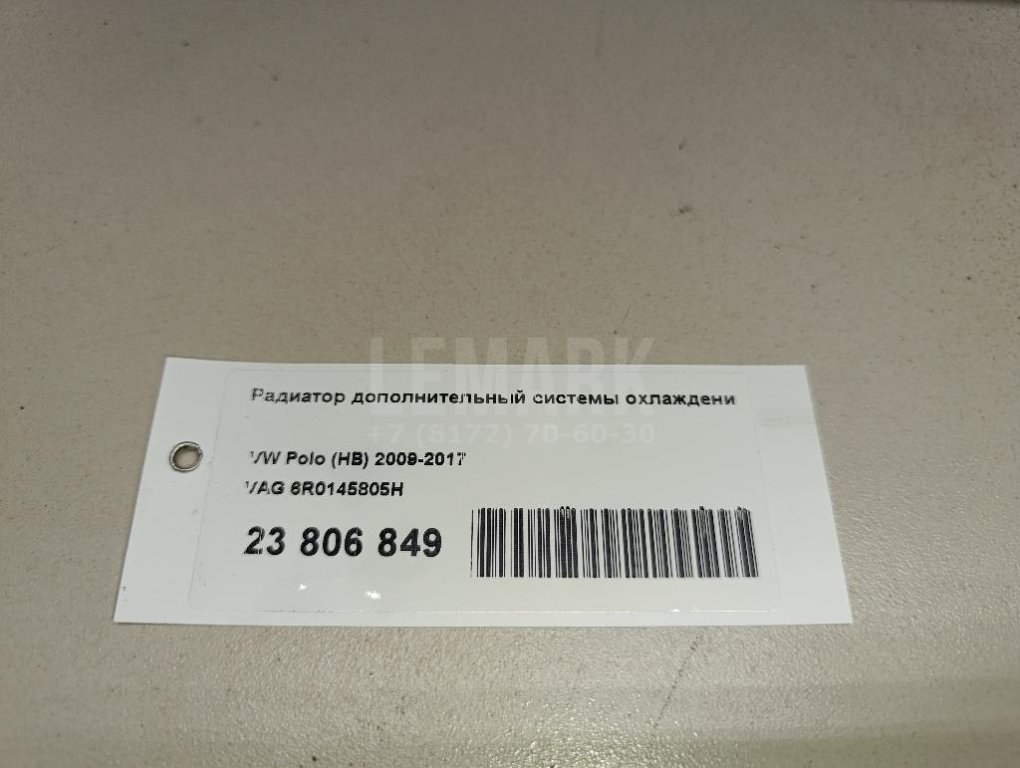 LEMARK
Радиатор дополнительный системы охлаждени
+7 (8172) 70-60-30
VW Polo (HB) 2009-2017
VAG 6R0145805H
23 806 849